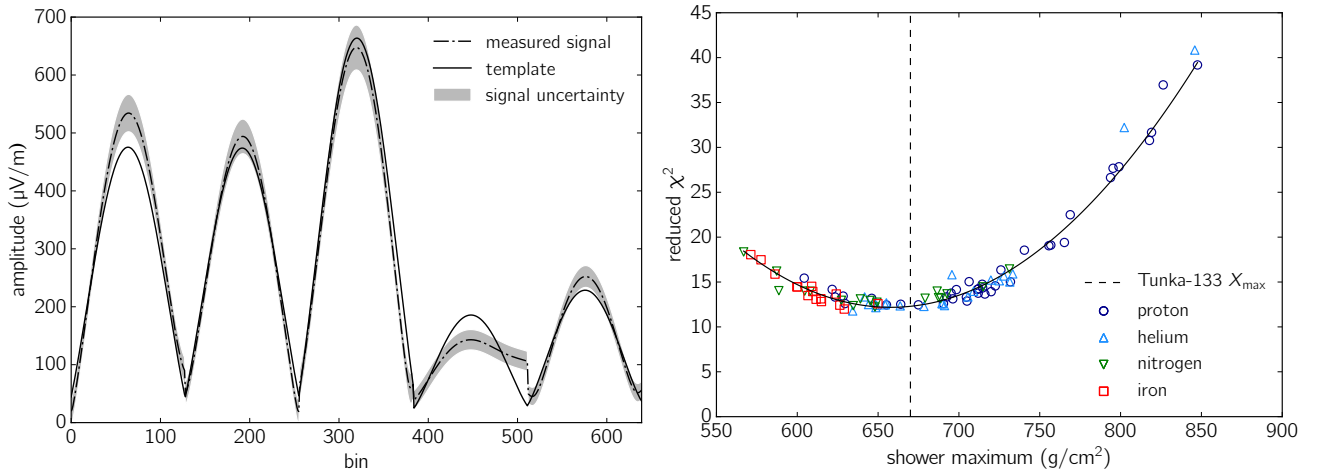 700
600
500
400
300
200
100
0
amplitude (µV/m)
0 100 200 300 400 500 600
bin
measured signal
template
signal uncertainty
45
40
35
30
25
20
15
10
5
0
reduced χ²
550 600 650 700 750 800 850 900
shower maximum (g/cm²)
Tunka-133 Xmax
proton
helium
nitrogen
iron